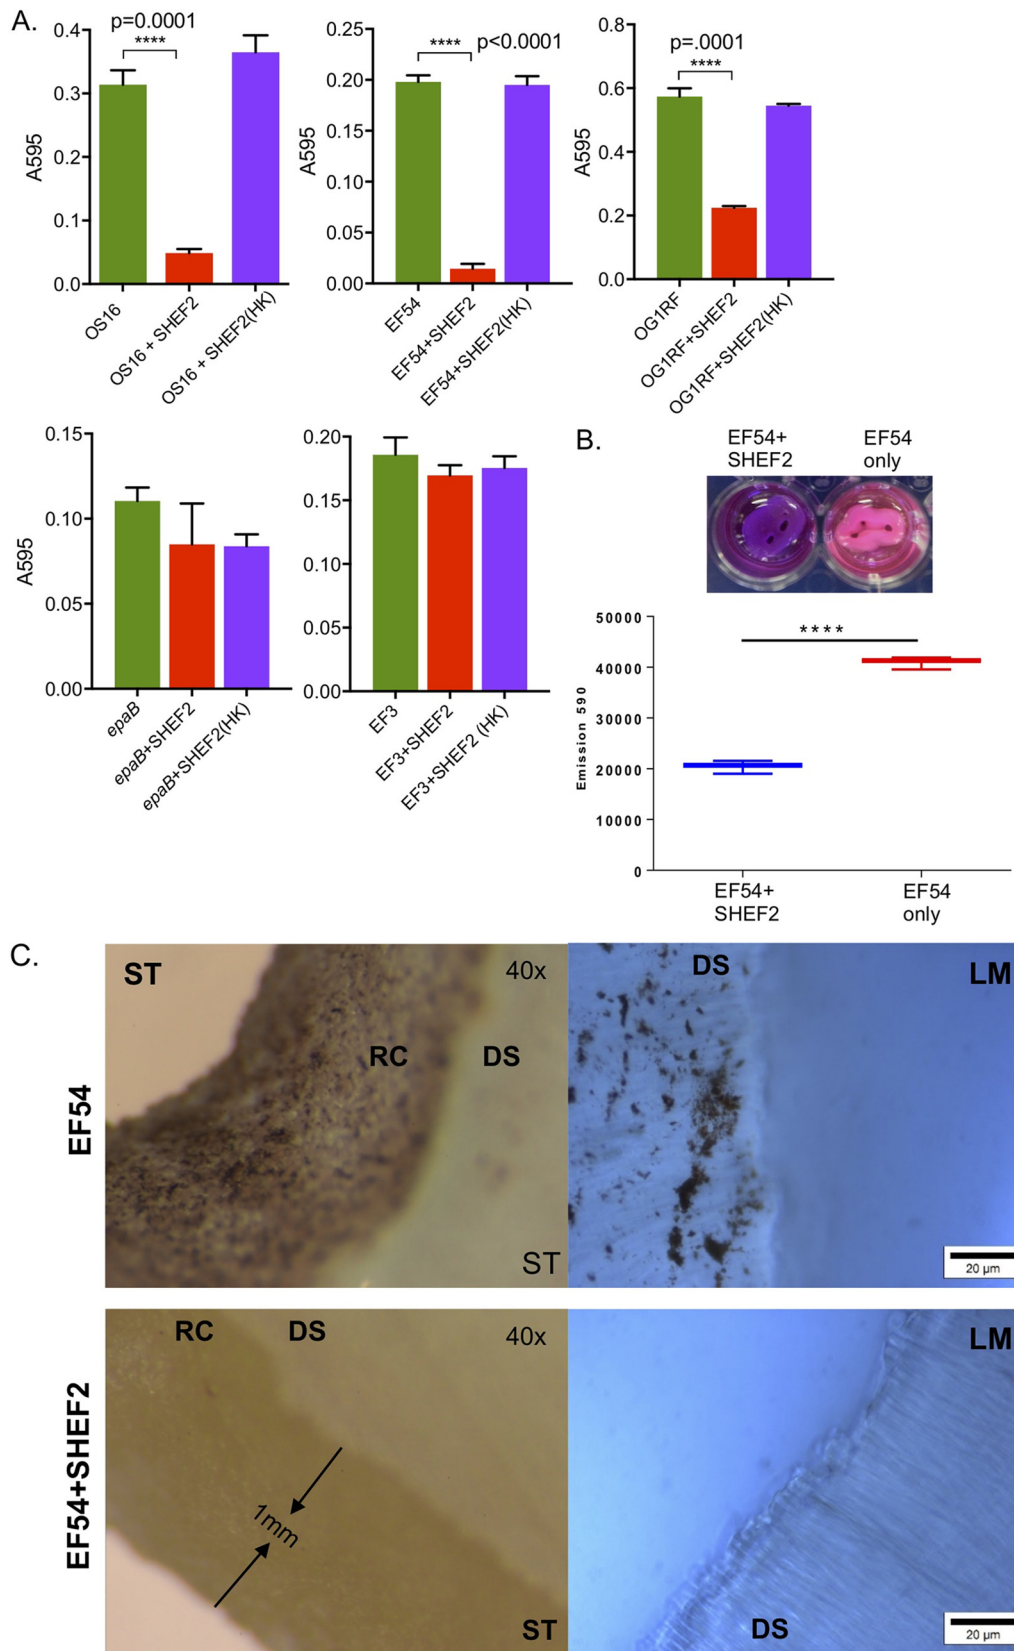 A.
p=0.0001
****
A595
0.4
0.3
0.2
0.1
0.0
OS16
OS16 + SHEF2
OS16 + SHEF2(HK)
**** p<0.0001
A595
0.25
0.20
0.15
0.10
0.05
0.00
EF54
EF54+SHEF2
EF54+SHEF2(HK)
p=.0001
****
A595
0.8
0.6
0.4
0.2
0.0
OG1RF
OG1RF+SHEF2
OG1RF+SHEF2(HK)
A595
0.15
0.10
0.05
0.00
epaB
epaB+SHEF2
epaB+SHEF2(HK)
0.20
0.15
0.10
0.05
0.00
EF3
EF3+SHEF2
EF3+SHEF2 (HK)
B.
EF54+
SHEF2
EF54
only
****
Emission 590
50000
40000
30000
20000
10000
0
EF54+
SHEF2
EF54
only
C.
EF54
ST
40x
RC
DS
ST
DS
LM
20 µm
EF54+SHEF2
RC
DS
40x
1mm
ST
LM
DS
20 µm